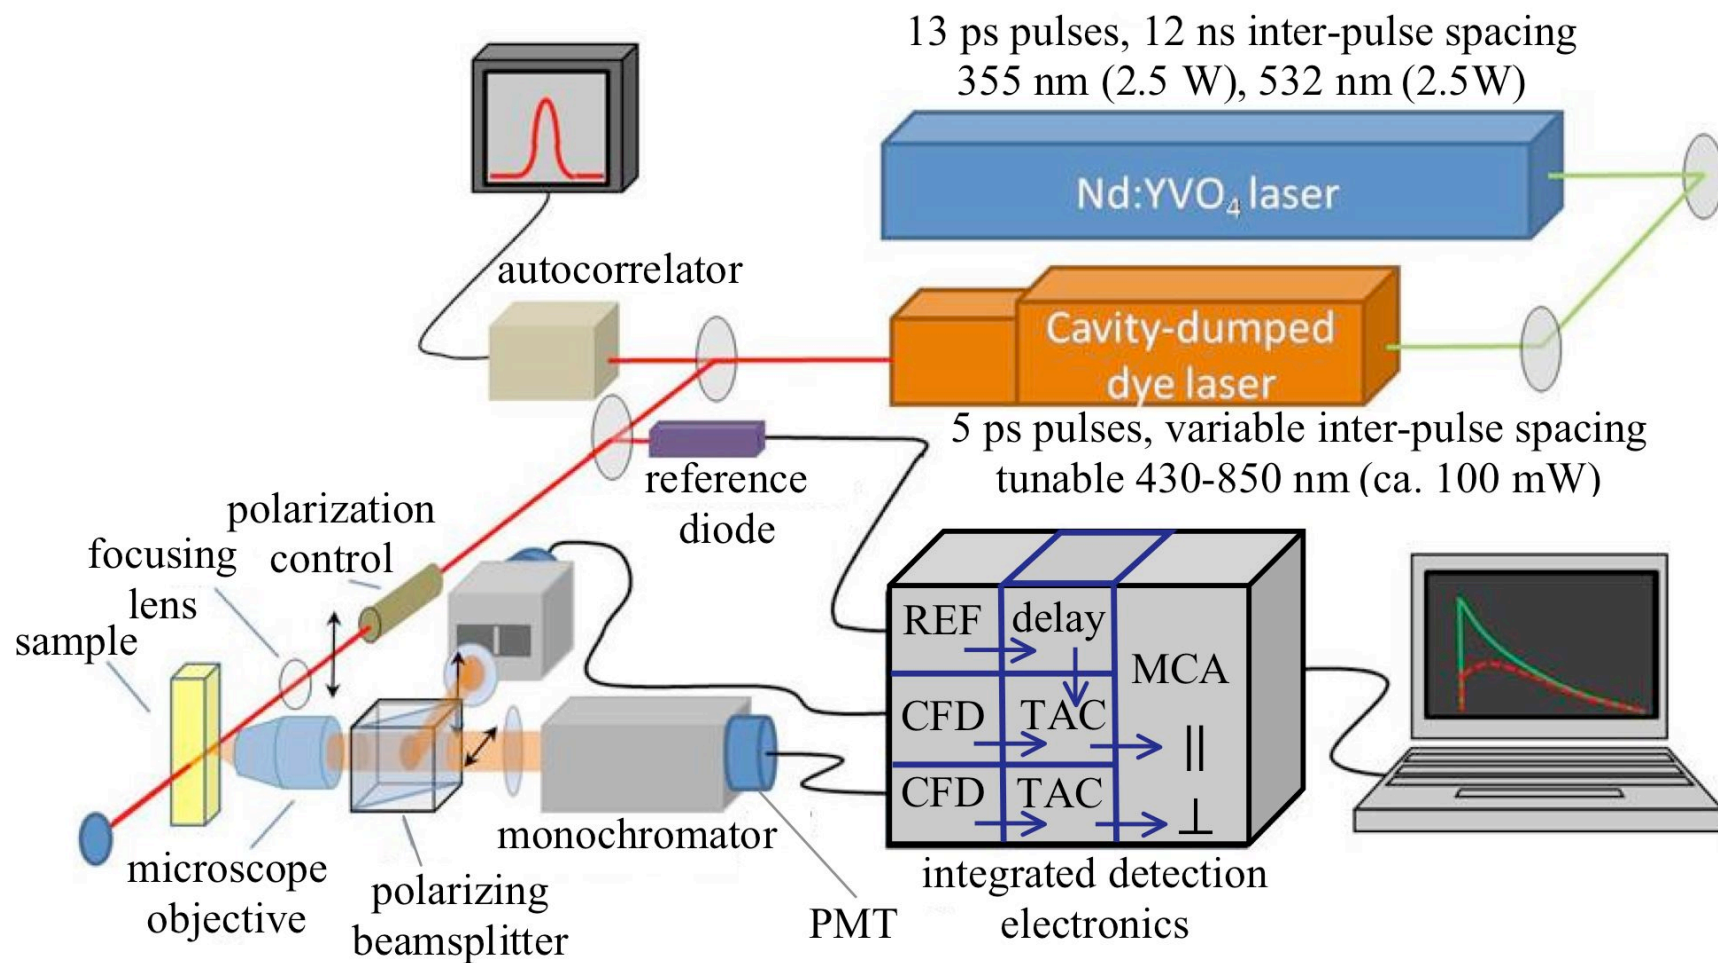 13 ps pulses, 12 ns inter-pulse spacing
355 nm (2.5 W), 532 nm (2.5W)
Nd:YVO₄ laser
autocorrelator
Cavity-dumped
dye laser
5 ps pulses, variable inter-pulse spacing
tunable 430-850 nm (ca. 100 mW)
reference
diode
polarization
control
focusing
lens
sample
REF
delay
MCA
CFD
TAC
||
CFD
TAC
⊥
monochromator
microscope
objective
polarizing
beamsplitter
PMT
integrated detection
electronics